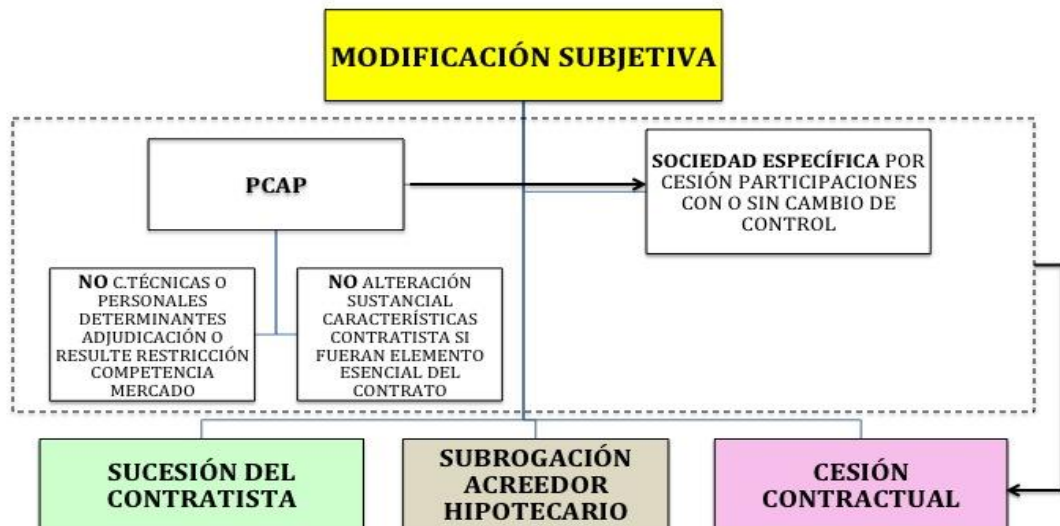 MODIFICACIÓN SUBJETIVA
PCAP
SOCIEDAD ESPECÍFICA POR
CESIÓN PARTICIPACIONES
CON O SIN CAMBIO DE
CONTROL
NO C.TÉCNICAS O
PERSONALES
DETERMINANTES
ADJUDICACIÓN O
RESULTE RESTRICCIÓN
COMPETENCIA
MERCADO
NO ALTERACIÓN
SUSTANCIAL
CARACTERÍSTICAS
CONTRATISTA SI
FUERAN ELEMENTO
ESENCIAL DEL
CONTRATO
SUCESIÓN DEL
CONTRATISTA
SUBROGACIÓN
ACREEDOR
HIPOTECARIO
CESIÓN
CONTRACTUAL